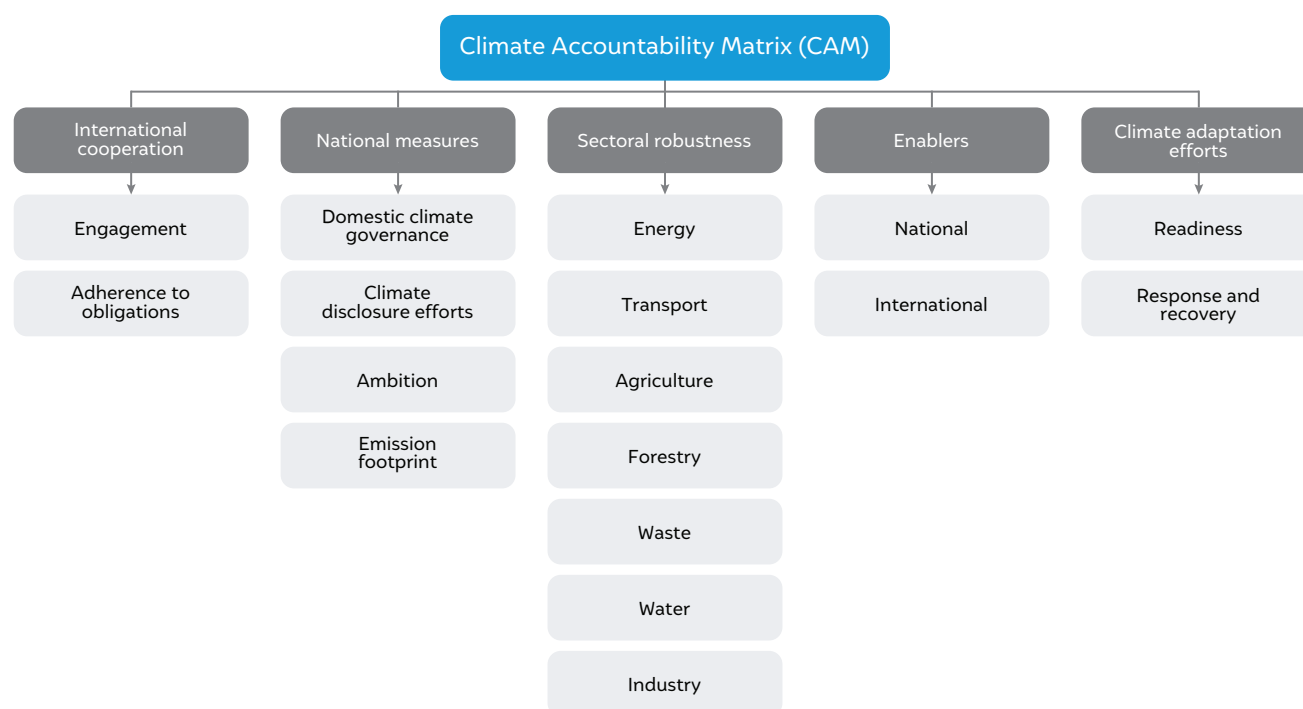 Climate Accountability Matrix (CAM)
International
cooperation
National measures
Sectoral robustness
Enablers
Climate adaptation
efforts
Engagement
Adherence to
obligations
Domestic climate
governance
Climate
disclosure efforts
Ambition
Emission
footprint
Energy
Transport
Agriculture
Forestry
Waste
Water
Industry
National
International
Readiness
Response and
recovery